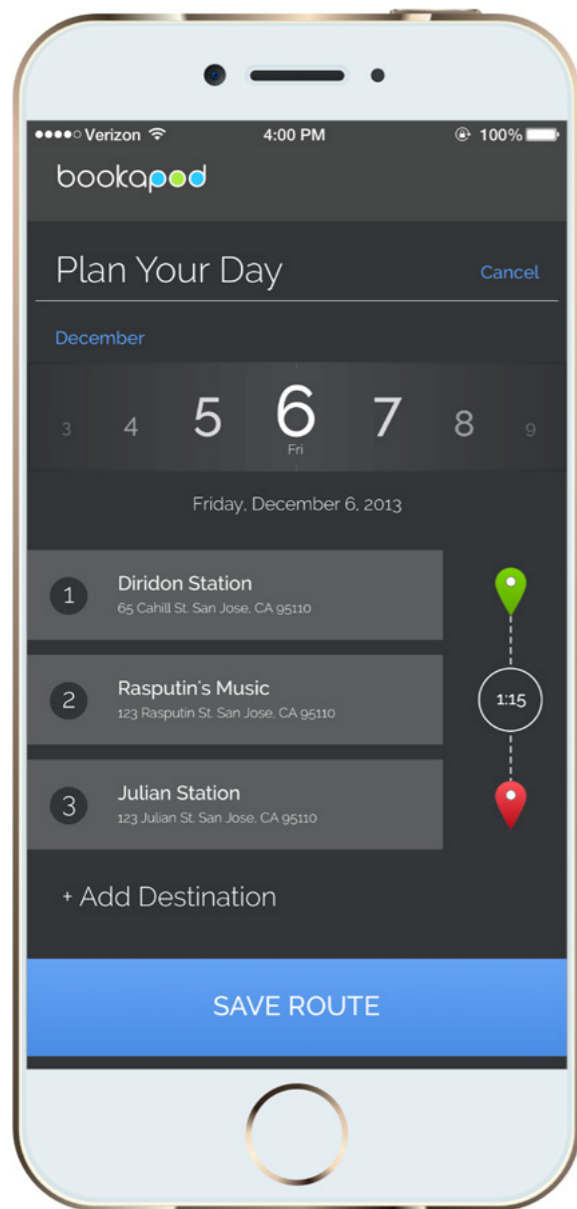 Verizon 4:00 PM 100%
bookapod
Plan Your Day Cancel
December
3 4 5 6 7 8 9
Fri
Friday, December 6, 2013
1 Diridon Station
65 Cahill St. San Jose, CA 95110
2 Rasputin's Music 1:15
123 Rasputin St. San Jose, CA 95110
3 Julian Station
123 Julian St. San Jose, CA 95110
+ Add Destination
SAVE ROUTE